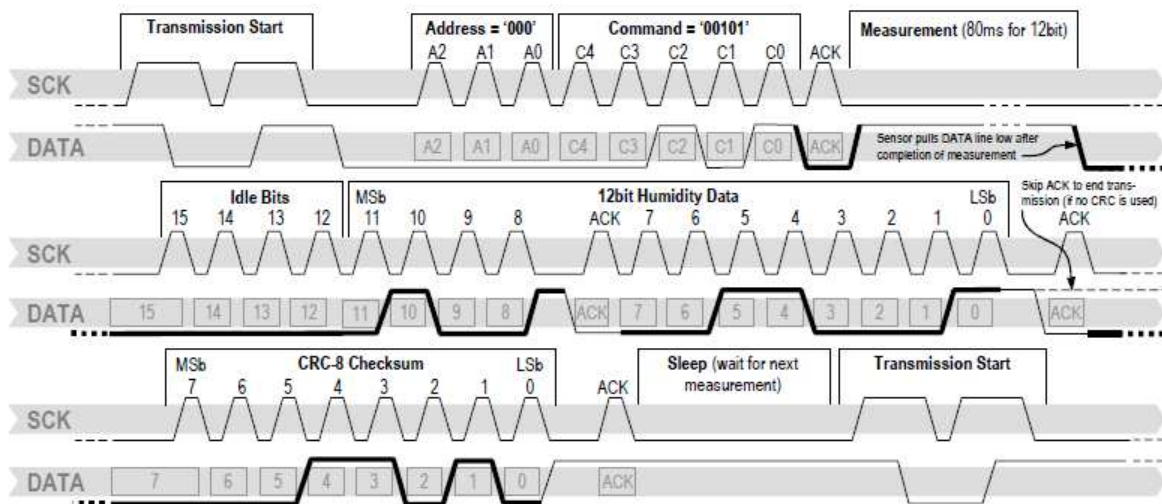 Transmission Start
Address = '000'
Command = '00101'
Measurement (80ms for 12bit)
A2 A1 A0 C4 C3 C2 C1 C0 ACK
SCK
DATA
A2 A1 A0 C4 C3 C2 C1 C0 ACK
Sensor pulls DATA line low after
completion of measurement
Idle Bits
MSb
12bit Humidity Data
LSb
Skip ACK to end trans-
mission (if no CRC is used)
15 14 13 12 11 10 9 8 ACK 7 6 5 4 3 2 1 0 ACK
SCK
DATA
15 14 13 12 11 10 9 8 ACK 7 6 5 4 3 2 1 0 ACK
MSb
CRC-8 Checksum
LSb
Sleep (wait for next
measurement)
Transmission Start
7 6 5 4 3 2 1 0 ACK
SCK
DATA
7 6 5 4 3 2 1 0 ACK